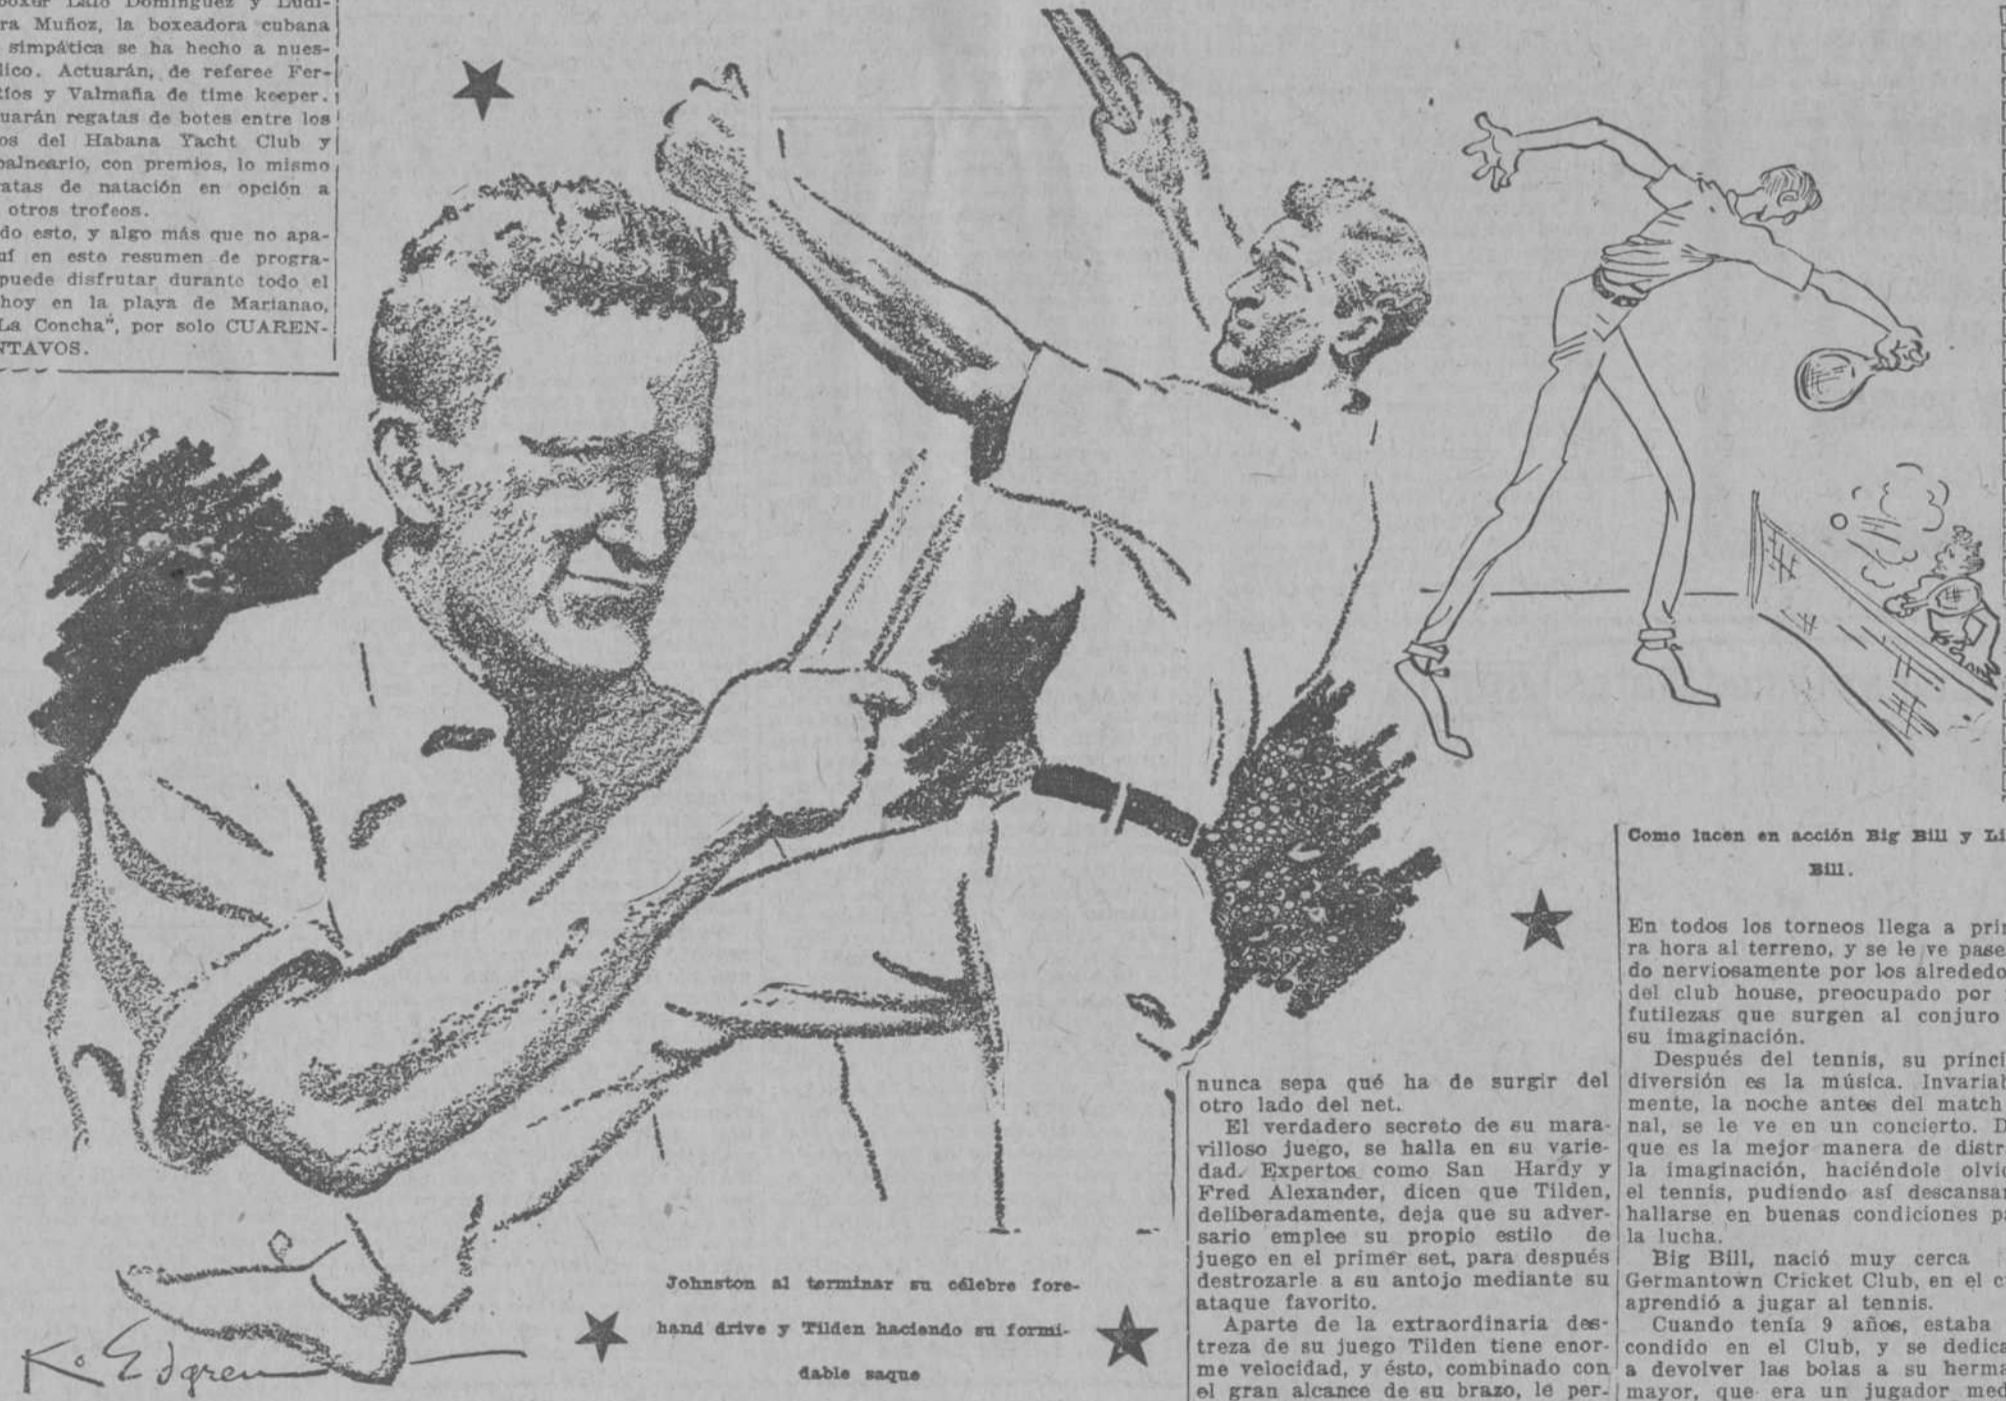 boxer Lalo Domínguez y Ludi-
ra Muñoz, la boxeadora cubana
simpática se ha hecho a nues-
lico. Actuarán, de referee Fer-
tíos y Valmaña de time keeper.
uarán regatas de botes entre los
os del Habana Yacht Club y
balneario, con premios, lo mismo
atas de natación en opción a
otros trofeos.
do esto, y algo más que no apa-
uí en este resumen de progra-
puede disfrutar durante todo el
hoy en la playa de Marianao,
La Concha", por solo CUAREN-
NTAVOS.
Como lucen en acción Big Bill y Li
Bill.
Johnston al terminar su célebre fore-
hand drive y Tilden haciendo su formi-
dable saque
K. Edgren
nunca sepa qué ha de surgir del
otro lado del net.
El verdadero secreto de su mara-
villoso juego, se halla en su varie-
dad. Expertos como San Hardy y
Fred Alexander, dicen que Tilden,
deliberadamente, deja que su adver-
sario emplee su propio estilo de
juego en el primer set, para después
destrozarle a su antojo mediante su
ataque favorito.
Aparte de la extraordinaria des-
treza de su juego Tilden tiene enor-
me velocidad, y ésto, combinado con
el gran alcance de su brazo, le per-
En todos los torneos llega a prim
ra hora al terreno, y se le ve pase
do nerviosamente por los alrededo
del club house, preocupado por
futilezas que surgen al conjuro
su imaginación.
Después del tennis, su princi
diversión es la música. Invariab
mente, la noche antes del match
nal, se le ve en un concierto. D
que es la mejor manera de distr
la imaginación, haciéndole olvid
el tennis, pudiendo así descansar
hallarse en buenas condiciones pa
la lucha.
Big Bill, nació muy cerca
Germantown Cricket Club, en el c
aprendió a jugar al tennis.
Cuando tenía 9 años, estaba
condido en el Club, y se dedica
a devolver las bolas a su herma
mayor, que era un jugador med